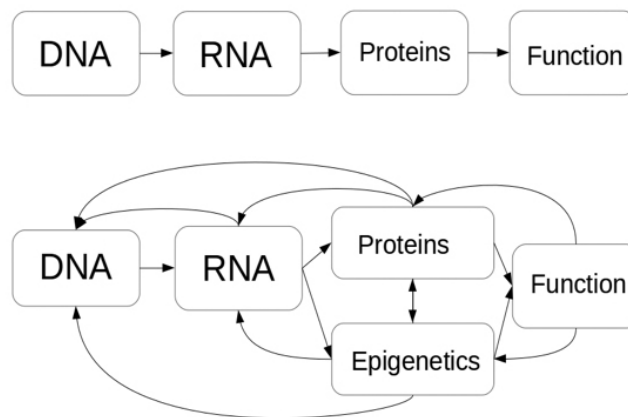 DNA
RNA
Proteins
Function
DNA
RNA
Proteins
Function
Epigenetics